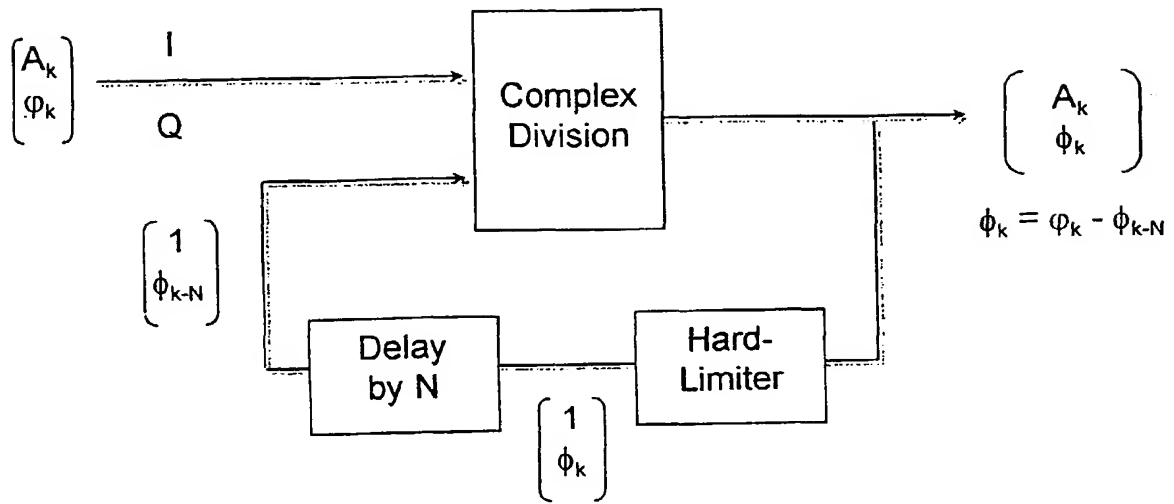 A_k
φ_k
I
Q
Complex
Division
A_k
ϕ_k
ϕ_k = φ_k - ϕ_k-N
1
ϕ_k-N
Delay
by N
Hard-
Limiter
1
ϕ_k